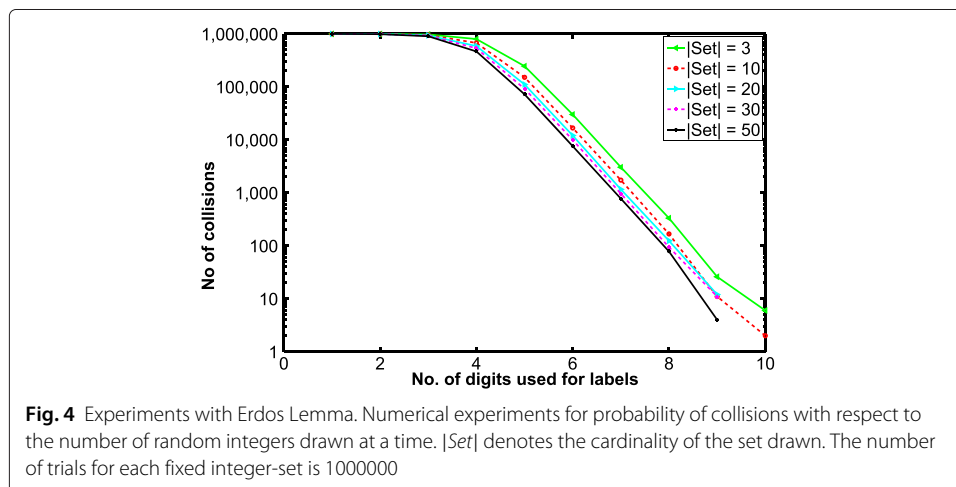 1,000,000
100,000
10,000
1,000
100
10
1
No of collisions
0 2 4 6 8 10
No. of digits used for labels
|Set| = 3
|Set| = 10
|Set| = 20
|Set| = 30
|Set| = 50
Fig. 4 Experiments with Erdos Lemma. Numerical experiments for probability of collisions with respect to
the number of random integers drawn at a time. |Set| denotes the cardinality of the set drawn. The number
of trials for each fixed integer-set is 1000000